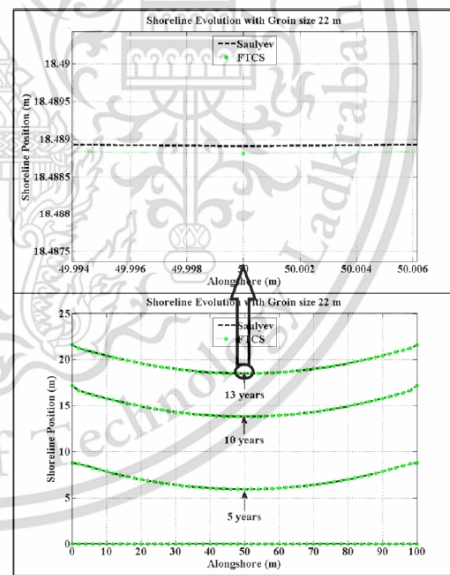 Shoreline Evolution with Groin size 22 m
Saulyev
FTCS
18.49
18.4895
18.489
18.4885
18.488
18.4875
Shoreline Position (m)
49.994 49.996 49.998 50 50.002 50.004 50.006
Alongshore (m)
Shoreline Evolution with Groin size 22 m
Saulyev
FTCS
25
20
15
10
5
0
Shoreline Position (m)
13 years
10 years
5 years
0 10 20 30 40 50 60 70 80 90 100
Alongshore (m)
of Technology Ladkraban